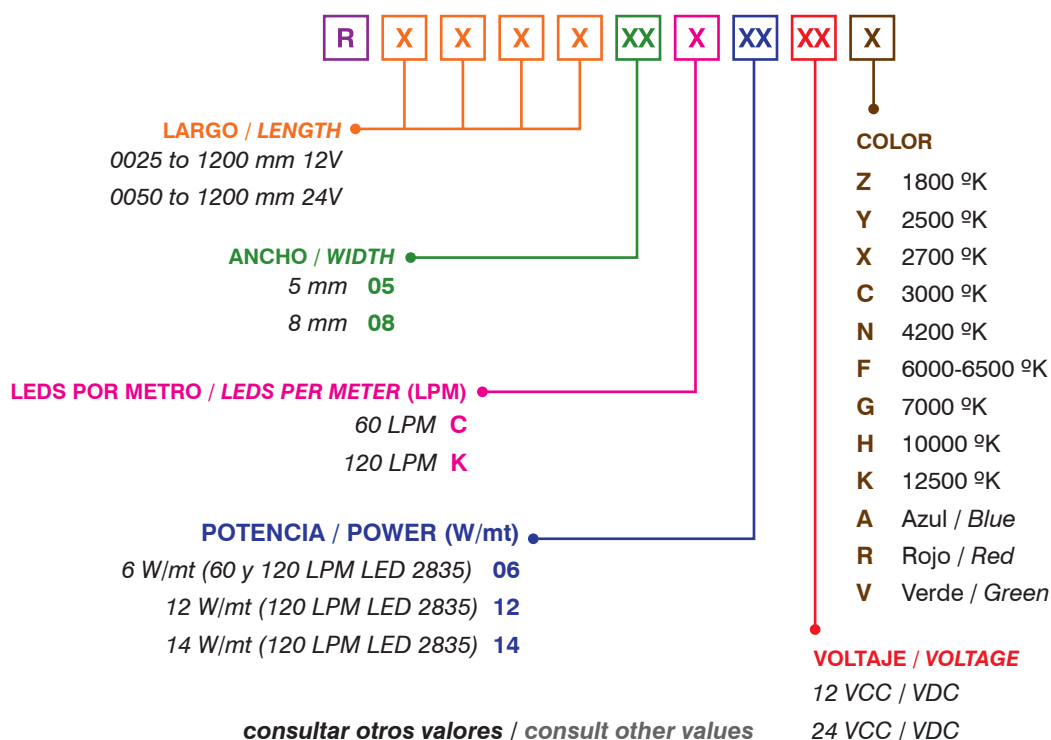 R X X X X XX X XX XX X
LARGO / LENGTH
0025 to 1200 mm 12V
0050 to 1200 mm 24V
ANCHO / WIDTH
5 mm 05
8 mm 08
LEDS POR METRO / LEDS PER METER (LPM)
60 LPM C
120 LPM K
POTENCIA / POWER (W/mt)
6 W/mt (60 y 120 LPM LED 2835) 06
12 W/mt (120 LPM LED 2835) 12
14 W/mt (120 LPM LED 2835) 14
COLOR
Z 1800 ºK
Y 2500 ºK
X 2700 ºK
C 3000 ºK
N 4200 ºK
F 6000-6500 ºK
G 7000 ºK
H 10000 ºK
K 12500 ºK
A Azul / Blue
R Rojo / Red
V Verde / Green
VOLTAJE / VOLTAGE
12 VCC / VDC
24 VCC / VDC
consultar otros valores / consult other values